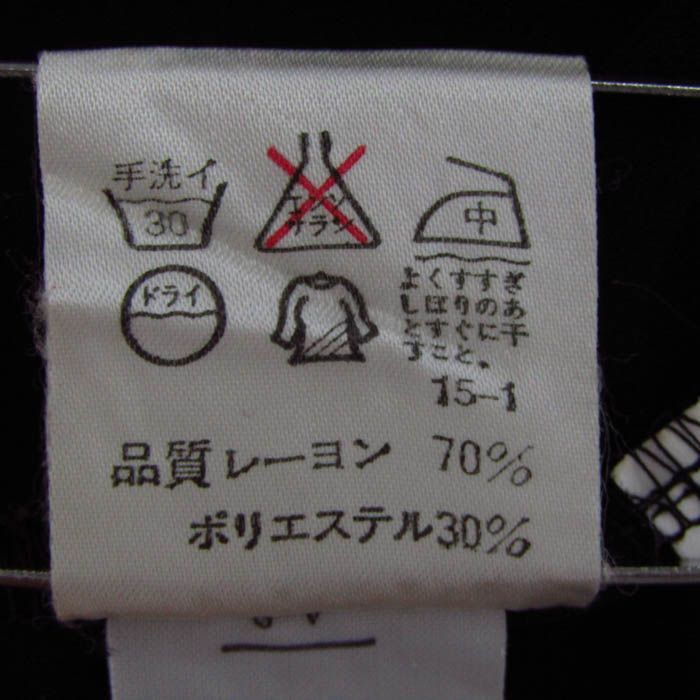 手洗イ
30
エンソ
サラシ
中
ドライ
よくすすぎ
しぼりのあ
とすぐに干
すこと。
15-1
品質レーヨン 70%
ポリエステル30%